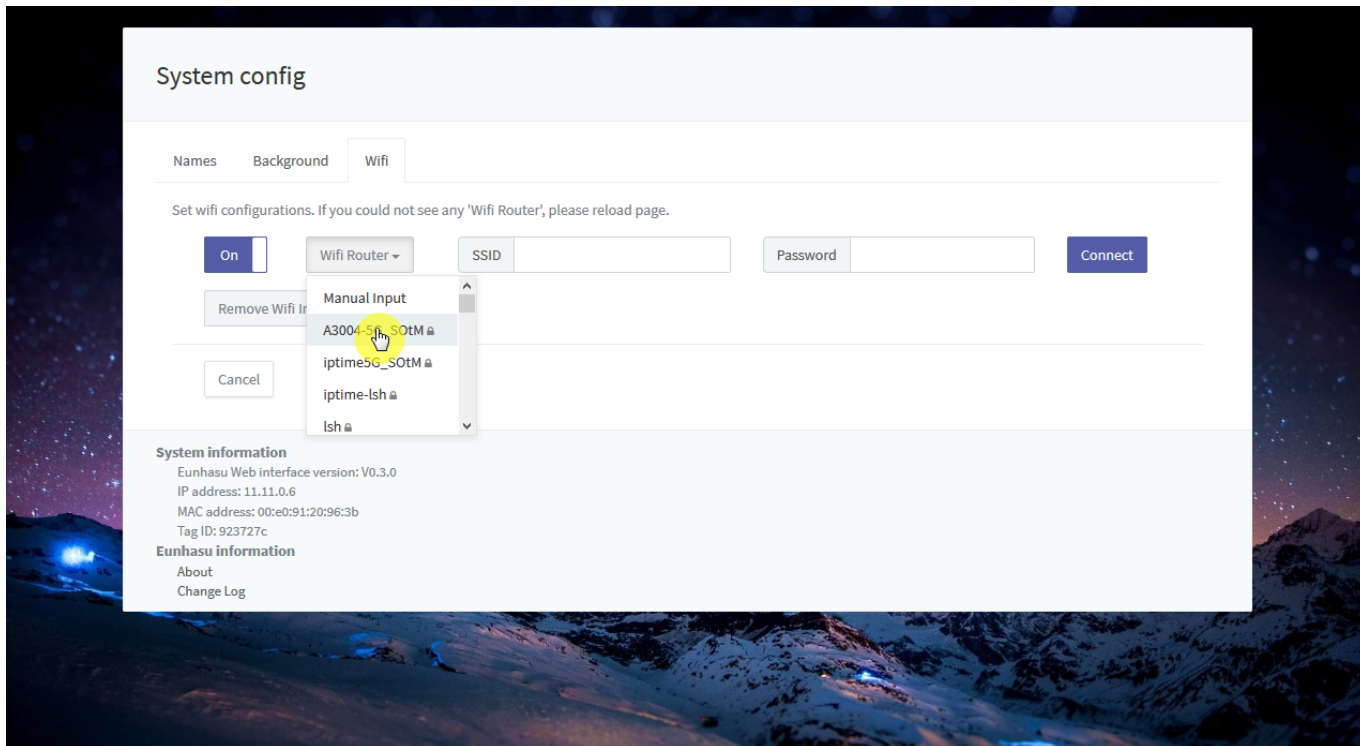 System config
Names Background Wifi
Set wifi configurations. If you could not see any 'Wifi Router', please reload page.
On Wifi Router SSID Password Connect
Manual Input
Remove Wifi
A3004-5G_SOtM
iptime5G_SOtM
Cancel
iptime-lsh
lsh
System information
Eunhasu Web interface version: V0.3.0
IP address: 11.11.0.6
MAC address: 00:e0:91:20:96:3b
Tag ID: 923727c
Eunhasu information
About
Change Log